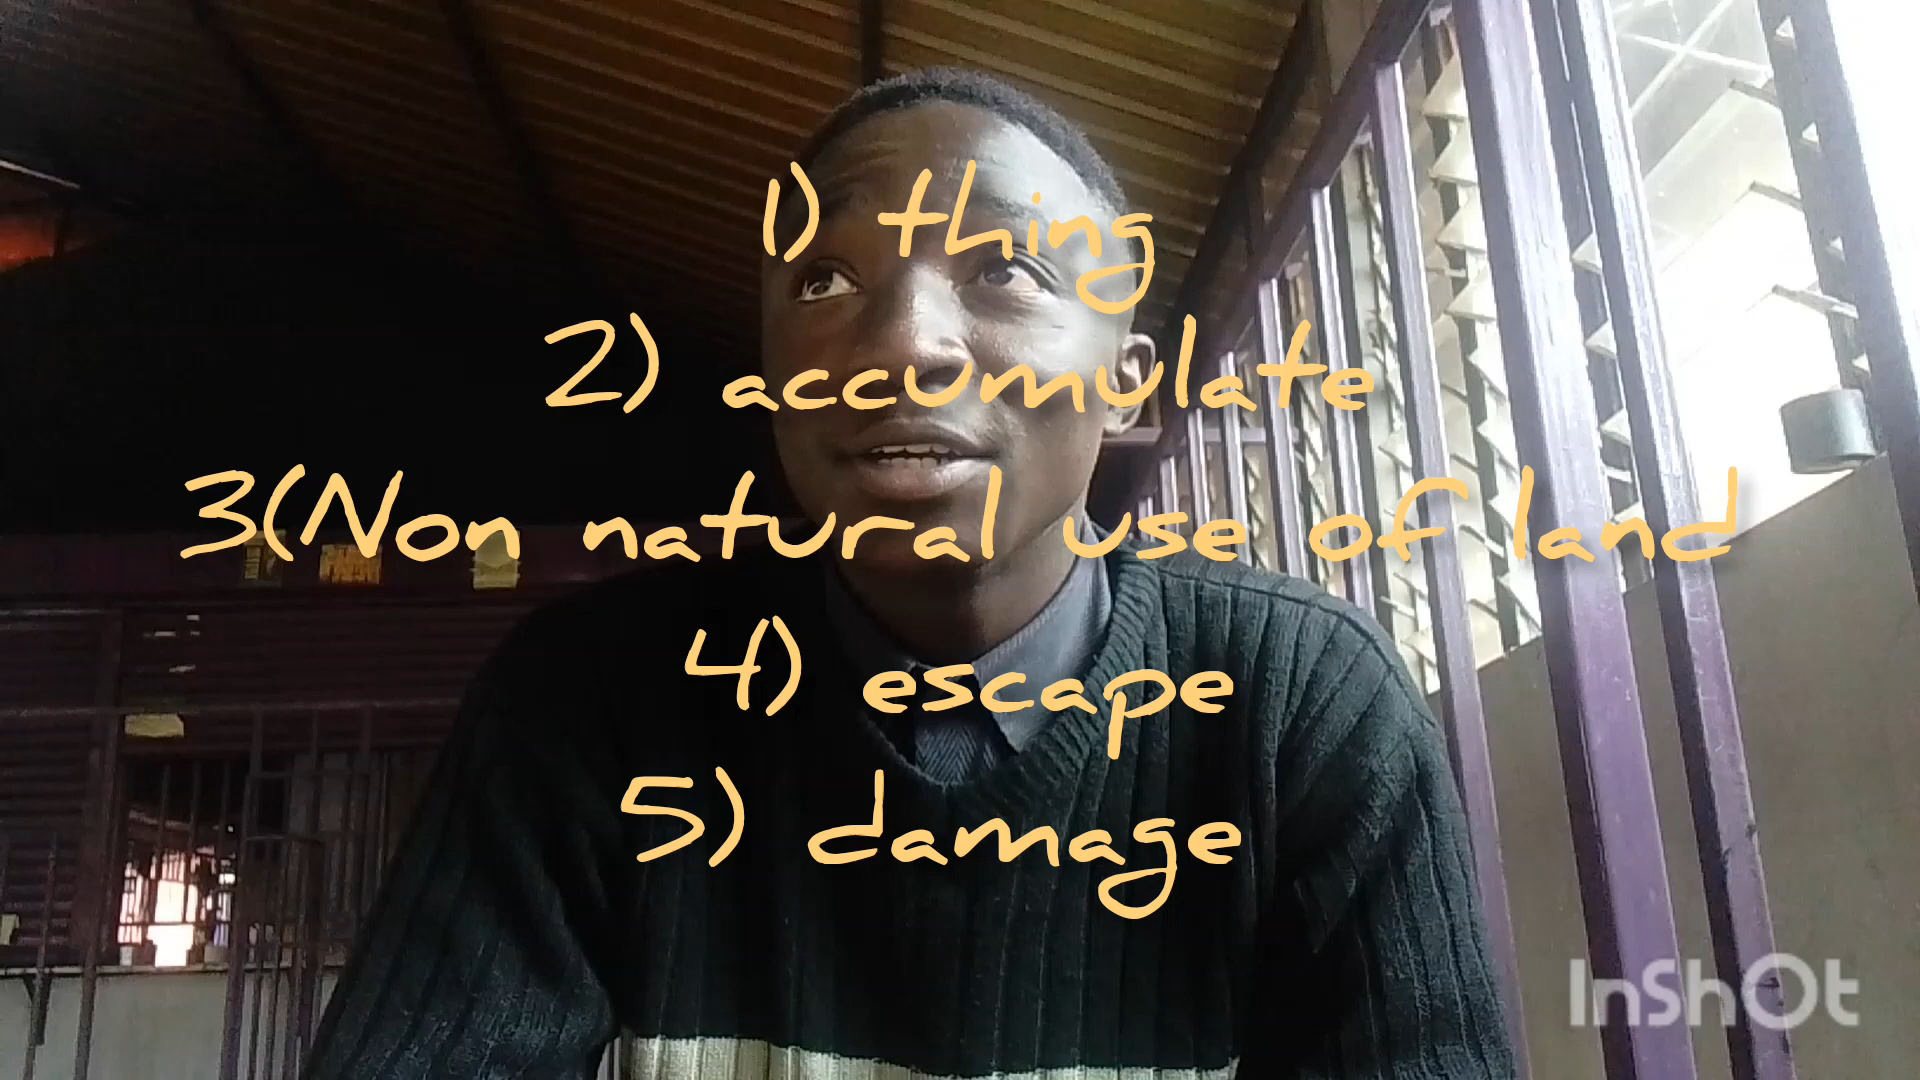 1) thing
2) accumulate
3(Non natural use of land
4) escape
5) damage
InShOt